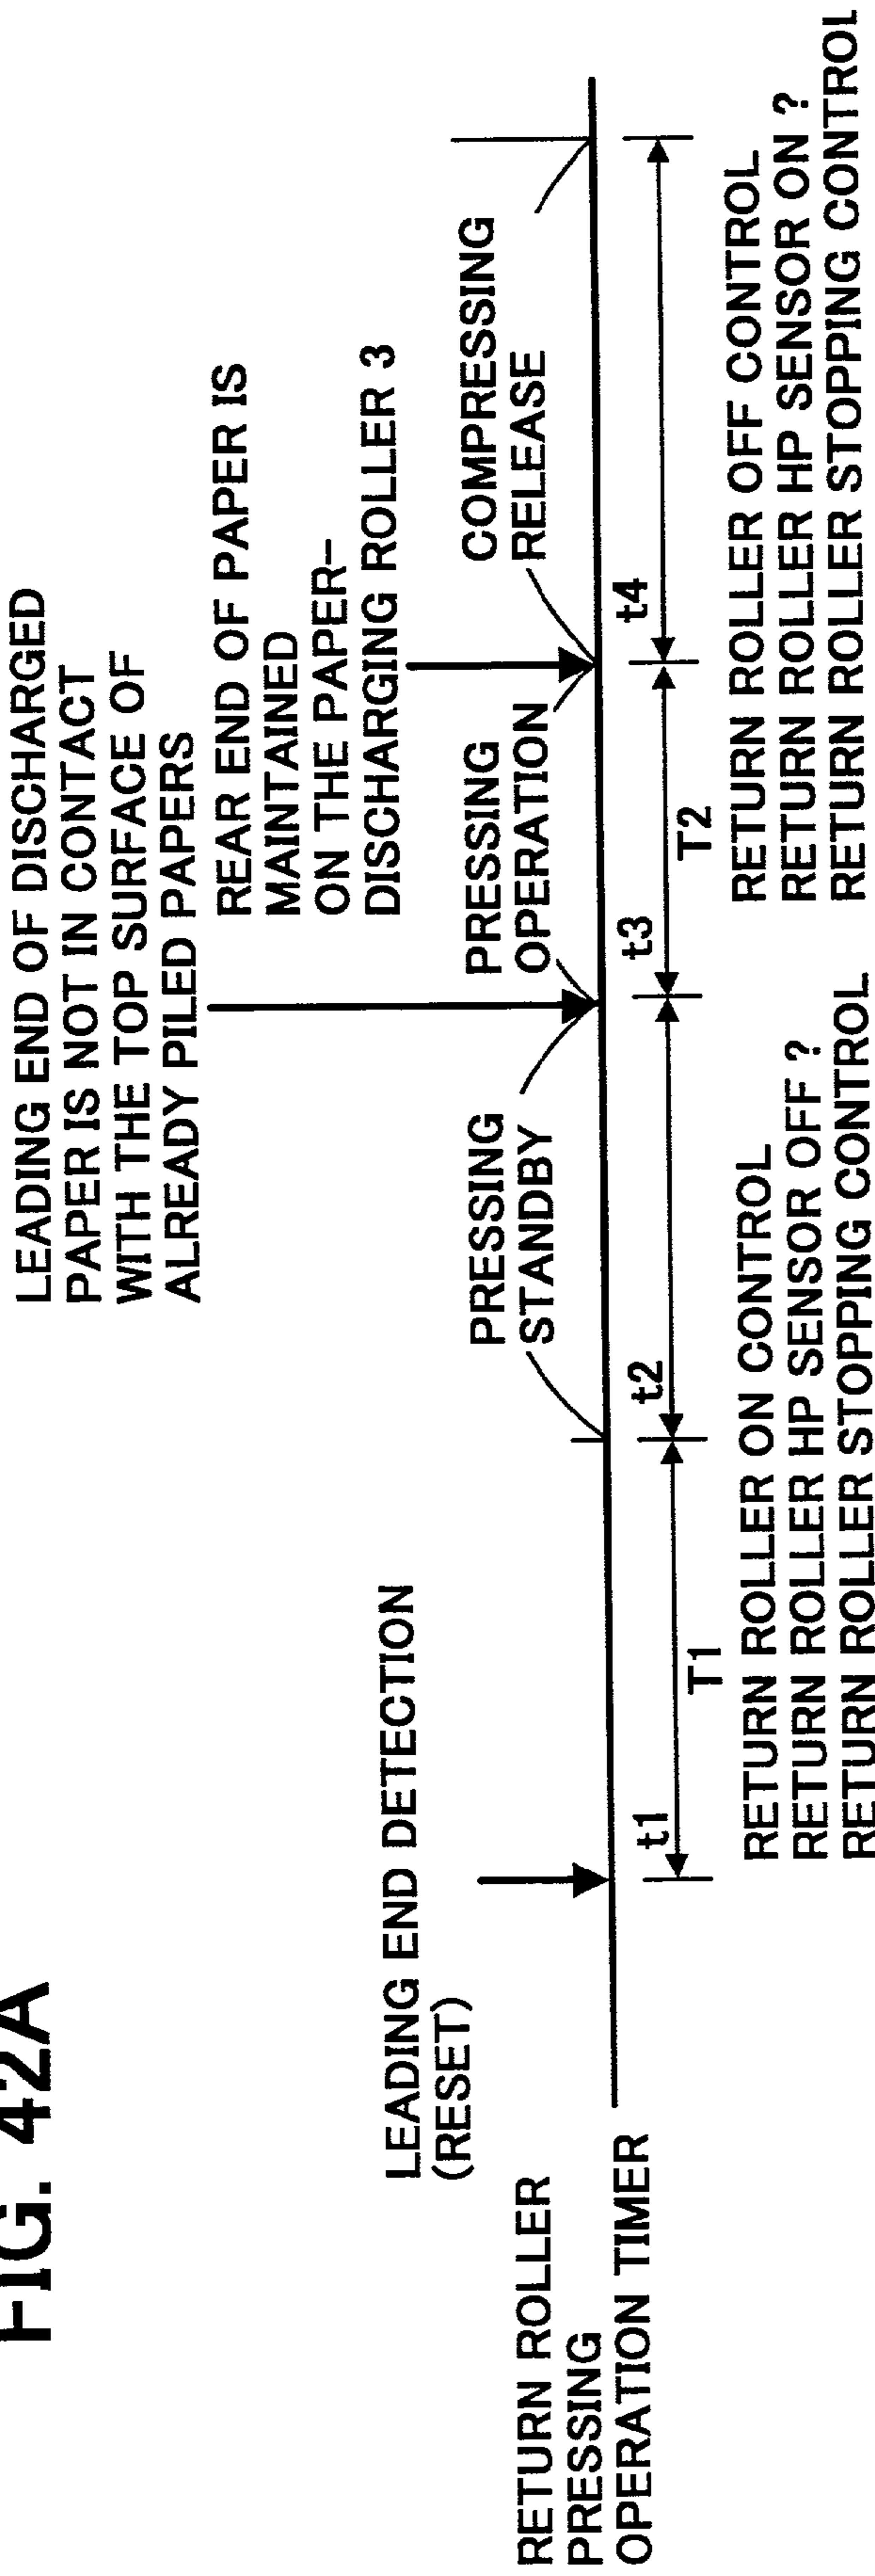 FIG. 42A
LEADING END OF DISCHARGED
PAPER IS NOT IN CONTACT
WITH THE TOP SURFACE OF
ALREADY PILED PAPERS
REAR END OF PAPER IS
MAINTAINED
ON THE PAPER-
DISCHARGING ROLLER 3
LEADING END DETECTION
(RESET)
PRESSING
STANDBY
PRESSING
OPERATION
COMPRESSING
RELEASE
RETURN ROLLER
PRESSING
OPERATION TIMER
t1
t2
t3
t4
T1
T2
RETURN ROLLER ON CONTROL
RETURN ROLLER HP SENSOR OFF ?
RETURN ROLLER STOPPING CONTROL
RETURN ROLLER OFF CONTROL
RETURN ROLLER HP SENSOR ON ?
RETURN ROLLER STOPPING CONTROL